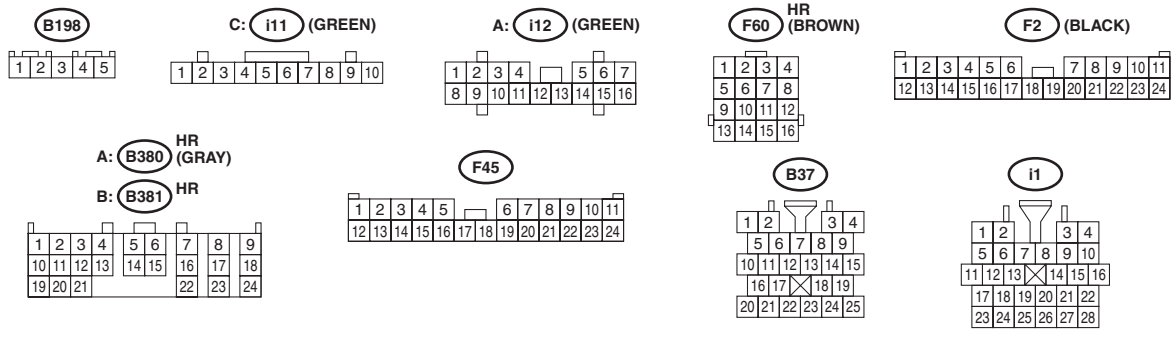 B198
1 2 3 4 5
C: i11 (GREEN)
1 2 3 4 5 6 7 8 9 10
A: i12 (GREEN)
1 2 3 4 5 6 7
8 9 10 11 12 13 14 15 16
F60 HR (BROWN)
1 2 3 4
5 6 7 8
9 10 11 12
13 14 15 16
F2 (BLACK)
1 2 3 4 5 6 7 8 9 10 11
12 13 14 15 16 17 18 19 20 21 22 23 24
A: B380 HR (GRAY)
B: B381 HR
1 2 3 4 5 6 7 8 9
10 11 12 13 14 15 16 17 18
19 20 21 22 23 24
F45
1 2 3 4 5 6 7 8 9 10 11
12 13 14 15 16 17 18 19 20 21 22 23 24
B37
1 2 3 4
5 6 7 8 9
10 11 12 13 14 15
16 17 18 19
20 21 22 23 24 25
i1
1 2 3 4
5 6 7 8 9 10
11 12 13 14 15 16
17 18 19 20 21 22
23 24 25 26 27 28